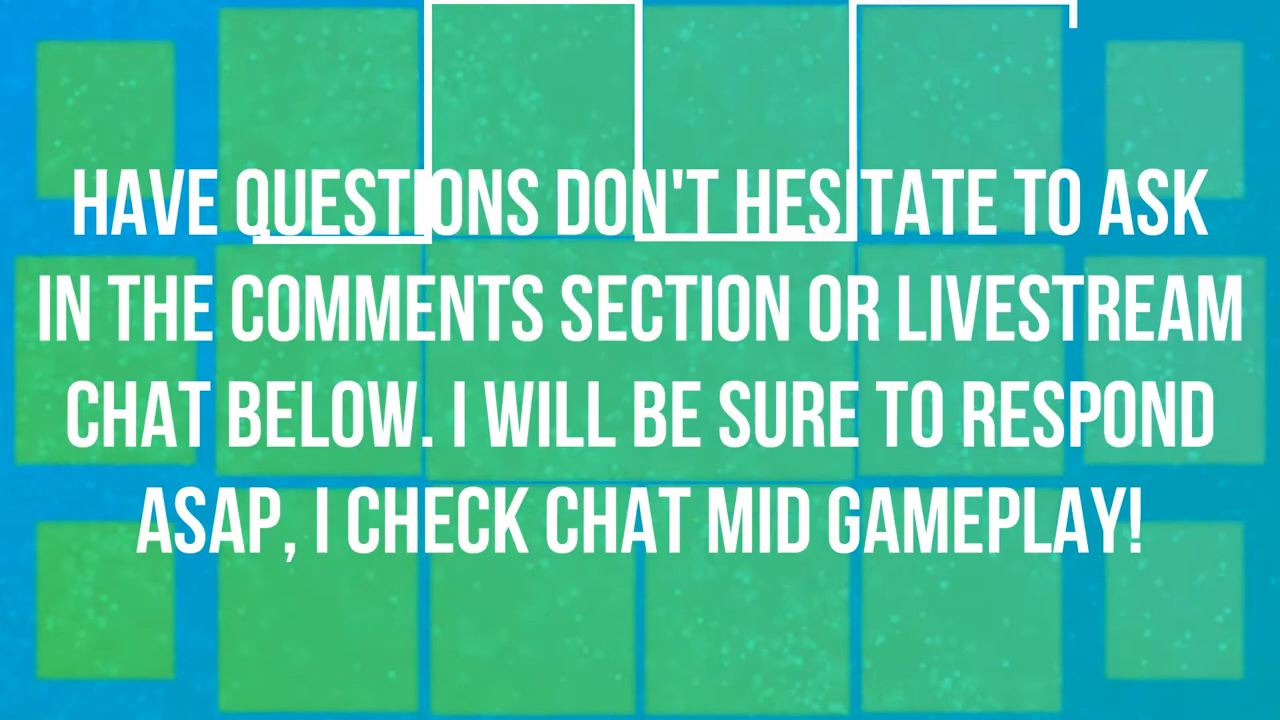 HAVE QUESTIONS DON'T HESITATE TO ASK
IN THE COMMENTS SECTION OR LIVESTREAM
CHAT BELOW. I WILL BE SURE TO RESPOND
ASAP, I CHECK CHAT MID GAMEPLAY!